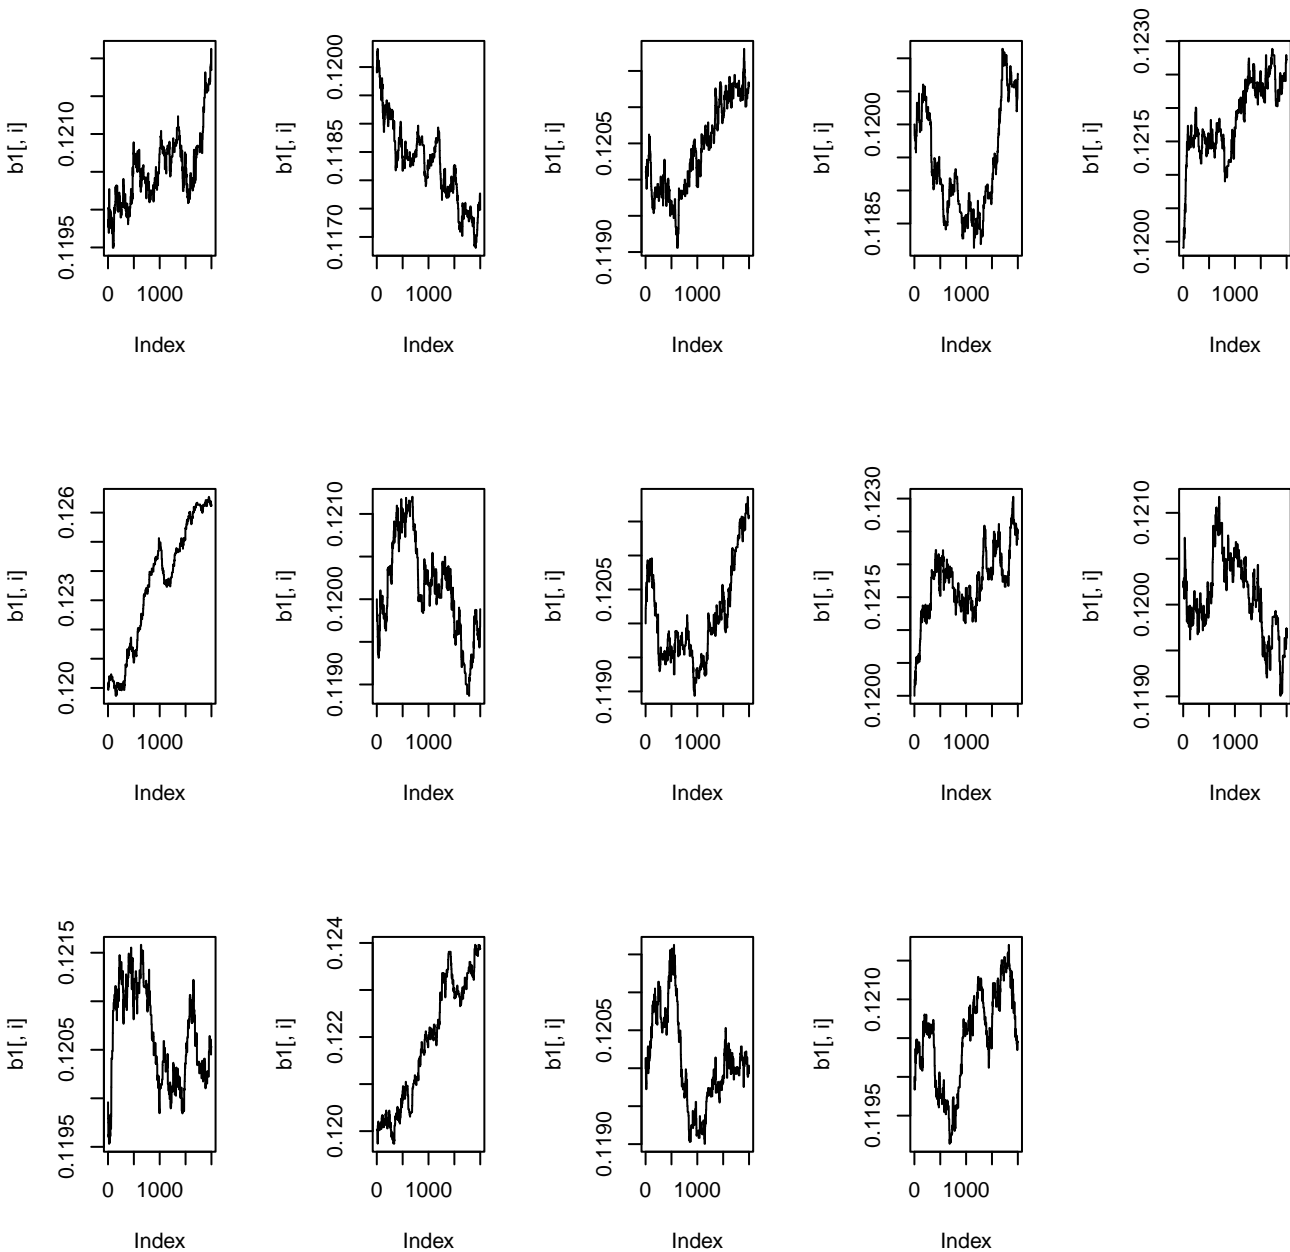 0.1195 0.1210
b1[, i]
0 1000
Index
0.1170 0.1185 0.1200
b1[, i]
0 1000
Index
0.1190 0.1205
b1[, i]
0 1000
Index
0.1185 0.1200
b1[, i]
0 1000
Index
0.1200 0.1215 0.1230
b1[, i]
0 1000
Index
0.120 0.123 0.126
b1[, i]
0 1000
Index
0.1190 0.1200 0.1210
b1[, i]
0 1000
Index
0.1190 0.1205
b1[, i]
0 1000
Index
0.1200 0.1215 0.1230
b1[, i]
0 1000
Index
0.1190 0.1200 0.1210
b1[, i]
0 1000
Index
0.1195 0.1205 0.1215
b1[, i]
0 1000
Index
0.120 0.122 0.124
b1[, i]
0 1000
Index
0.1190 0.1205
b1[, i]
0 1000
Index
0.1195 0.1210
b1[, i]
0 1000
Index